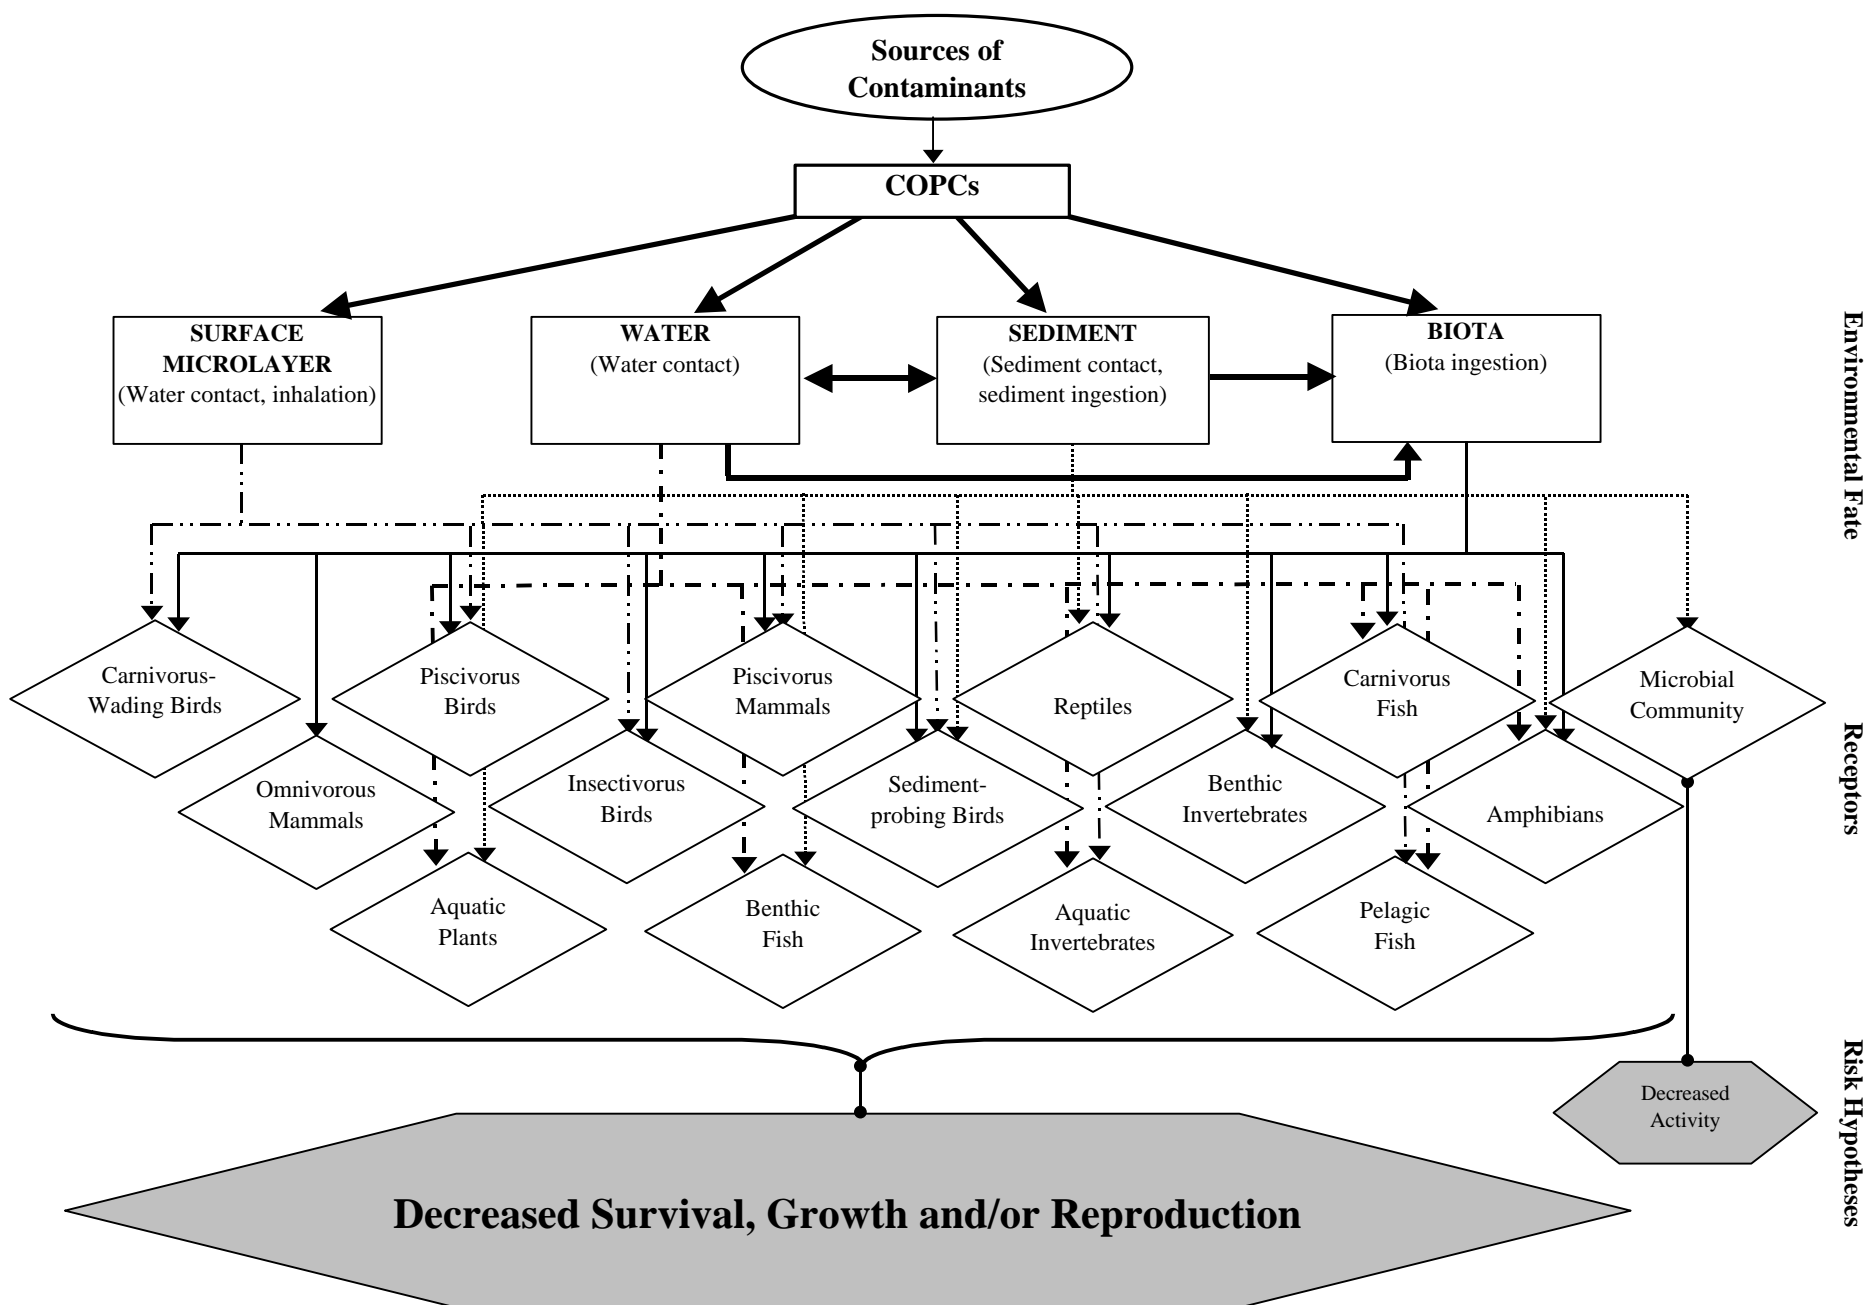 Sources of
Contaminants
COPCs
SURFACE
MICROLAYER
(Water contact, inhalation)
WATER
(Water contact)
SEDIMENT
(Sediment contact,
sediment ingestion)
BIOTA
(Biota ingestion)
Environmental Fate
Carnivorus-
Wading Birds
Piscivorus
Birds
Piscivorus
Mammals
Reptiles
Carnivorus
Fish
Microbial
Community
Receptors
Omnivorous
Mammals
Insectivorus
Birds
Sediment-
probing Birds
Benthic
Invertebrates
Amphibians
Aquatic
Plants
Benthic
Fish
Aquatic
Invertebrates
Pelagic
Fish
Risk Hypotheses
Decreased
Activity
Decreased Survival, Growth and/or Reproduction